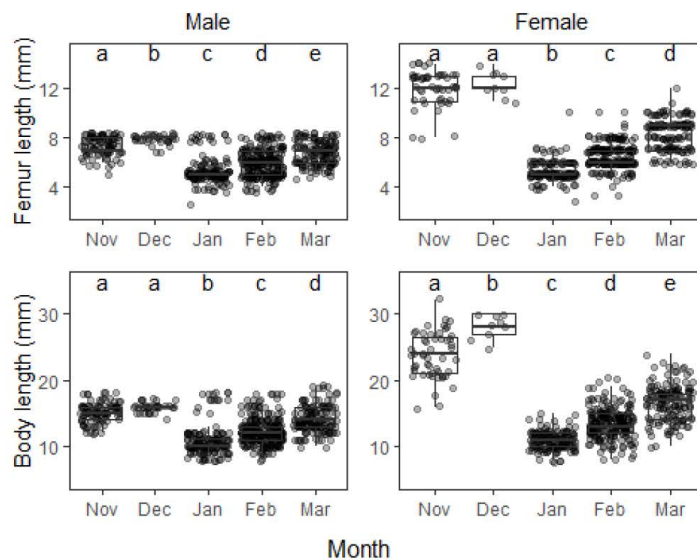 Male Female
a b c d e a a b c d
Femur length (mm)
12
8
4
12
8
4
Nov Dec Jan Feb Mar Nov Dec Jan Feb Mar
a a b c d a b c d e
Body length (mm)
30
20
10
30
20
10
Nov Dec Jan Feb Mar Nov Dec Jan Feb Mar
Month